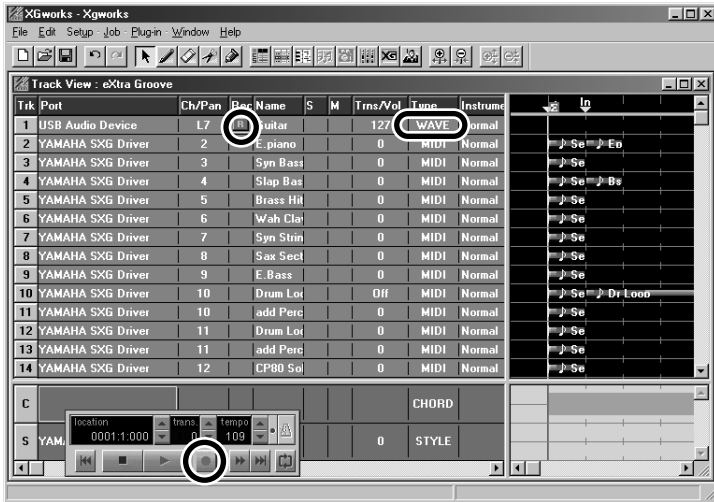 XGworks - Xgworks
File Edit Setup Job Plug-in Window Help
XG
Track View : eXtra Groove
Trk Port Ch/Pan Rec Name S M Trns/Vol Type Instrume
In
1 USB Audio Device L7 R Guitar 127 WAVE Normal
2 YAMAHA SXG Driver 2 E.piano 0 MIDI Normal Se Ep
3 YAMAHA SXG Driver 3 Syn Bass 0 MIDI Normal Se
4 YAMAHA SXG Driver 4 Slap Bas 0 MIDI Normal Se Bs
5 YAMAHA SXG Driver 5 Brass Hit 0 MIDI Normal Se
6 YAMAHA SXG Driver 6 Wah Cla 0 MIDI Normal Se
7 YAMAHA SXG Driver 7 Syn Strin 0 MIDI Normal Se
8 YAMAHA SXG Driver 8 Sax Sect 0 MIDI Normal Se
9 YAMAHA SXG Driver 9 E.Bass 0 MIDI Normal Se
10 YAMAHA SXG Driver 10 Drum Loo Off MIDI Normal Se Dr Loop
11 YAMAHA SXG Driver 10 add Perc 0 MIDI Normal Se
12 YAMAHA SXG Driver 11 Drum Loo 0 MIDI Normal Se
13 YAMAHA SXG Driver 11 add Perc 0 MIDI Normal Se
14 YAMAHA SXG Driver 12 CP80 Sol 0 MIDI Normal Se
C CHORD
location trans. tempo
0001:1:000 0 109
S YAM 0 STYLE